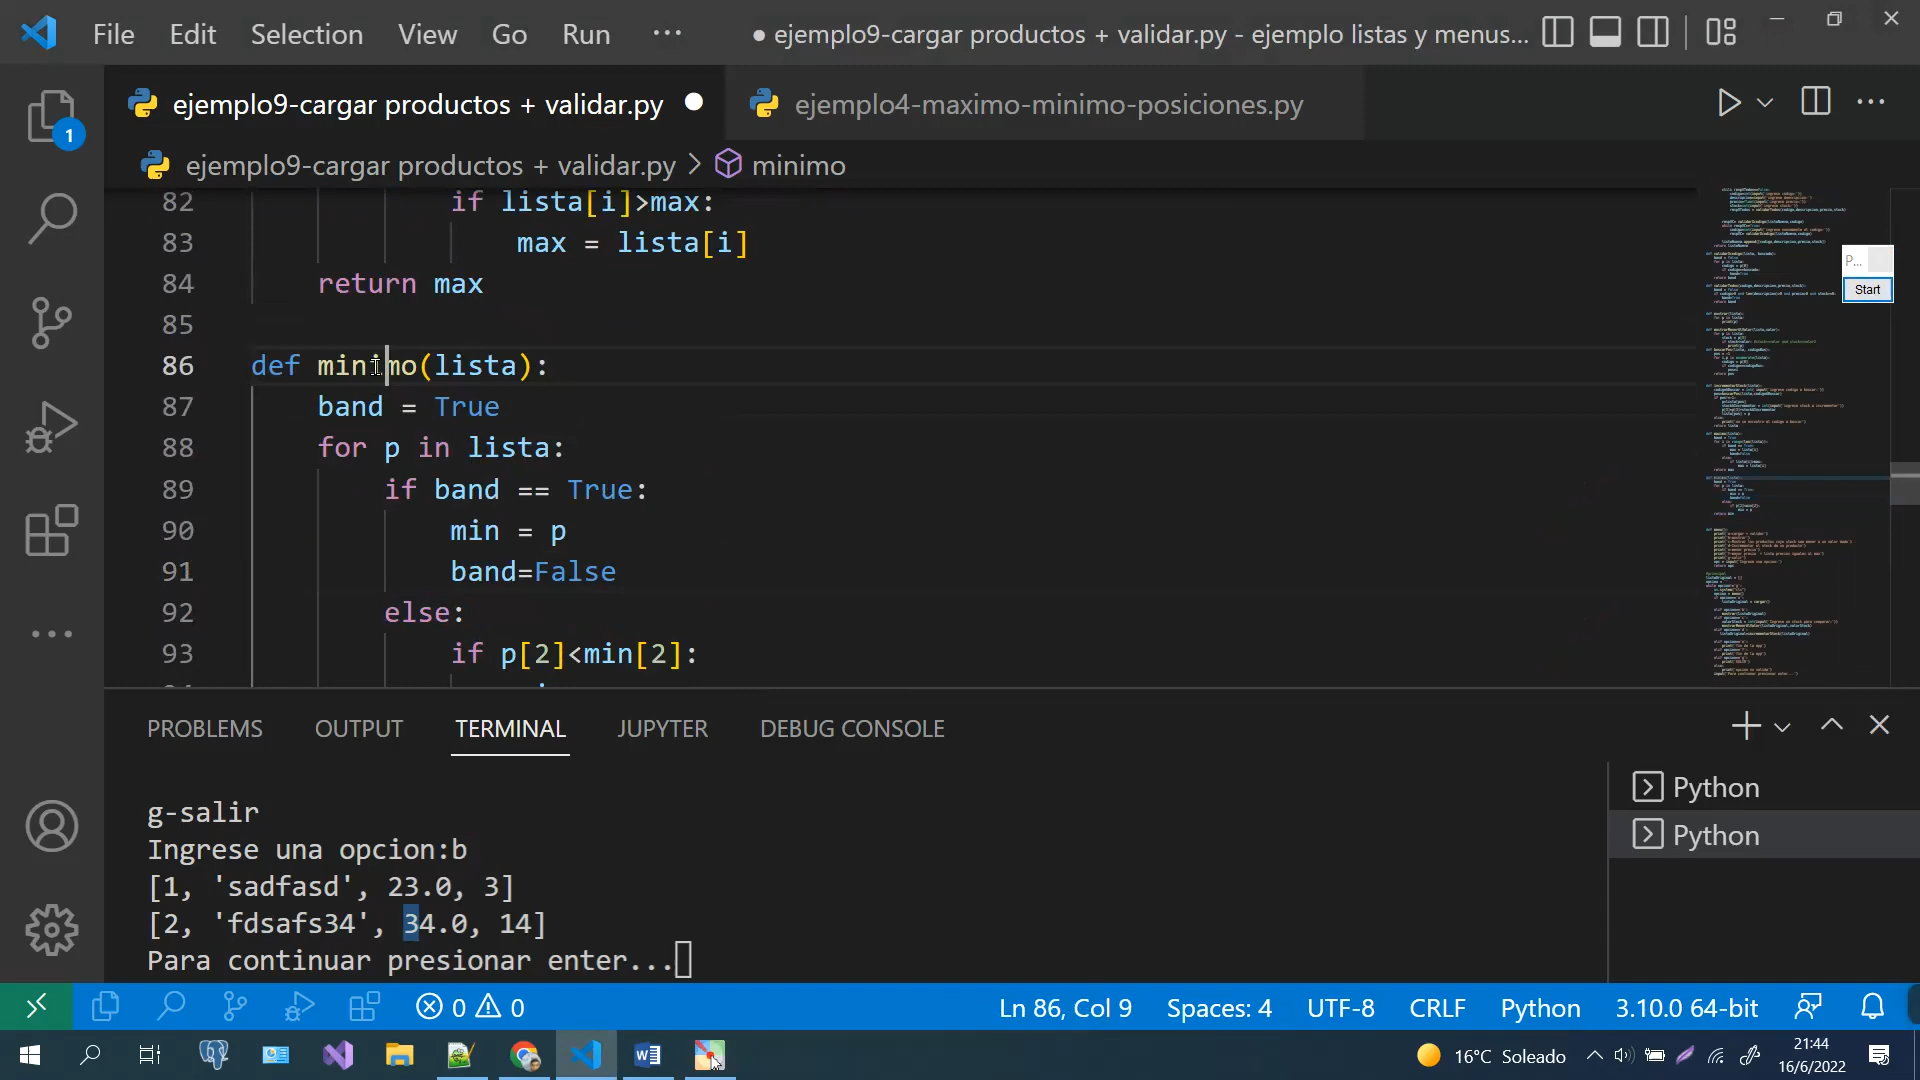 File Edit Selection View Go Run ... ● ejemplo9-cargar productos + validar.py - ejemplo listas y menus...
ejemplo9-cargar productos + validar.py ● ejemplo4-maximo-minimo-posiciones.py
ejemplo9-cargar productos + validar.py > minimo
82 if lista[i]>max:
83 max = lista[i]
84 return max
85
86 def minimo(lista):
87 band = True
88 for p in lista:
89 if band == True:
90 min = p
91 band=False
92 else:
93 if p[2]<min[2]:
P...
Start
1
PROBLEMS OUTPUT TERMINAL JUPYTER DEBUG CONSOLE
g-salir
Ingrese una opcion:b
[1, 'sadfasd', 23.0, 3]
[2, 'fdsafs34', 34.0, 14]
Para continuar presionar enter...
Python
Python
0 0 Ln 86, Col 9 Spaces: 4 UTF-8 CRLF Python 3.10.0 64-bit
16°C Soleado 21:44
16/6/2022